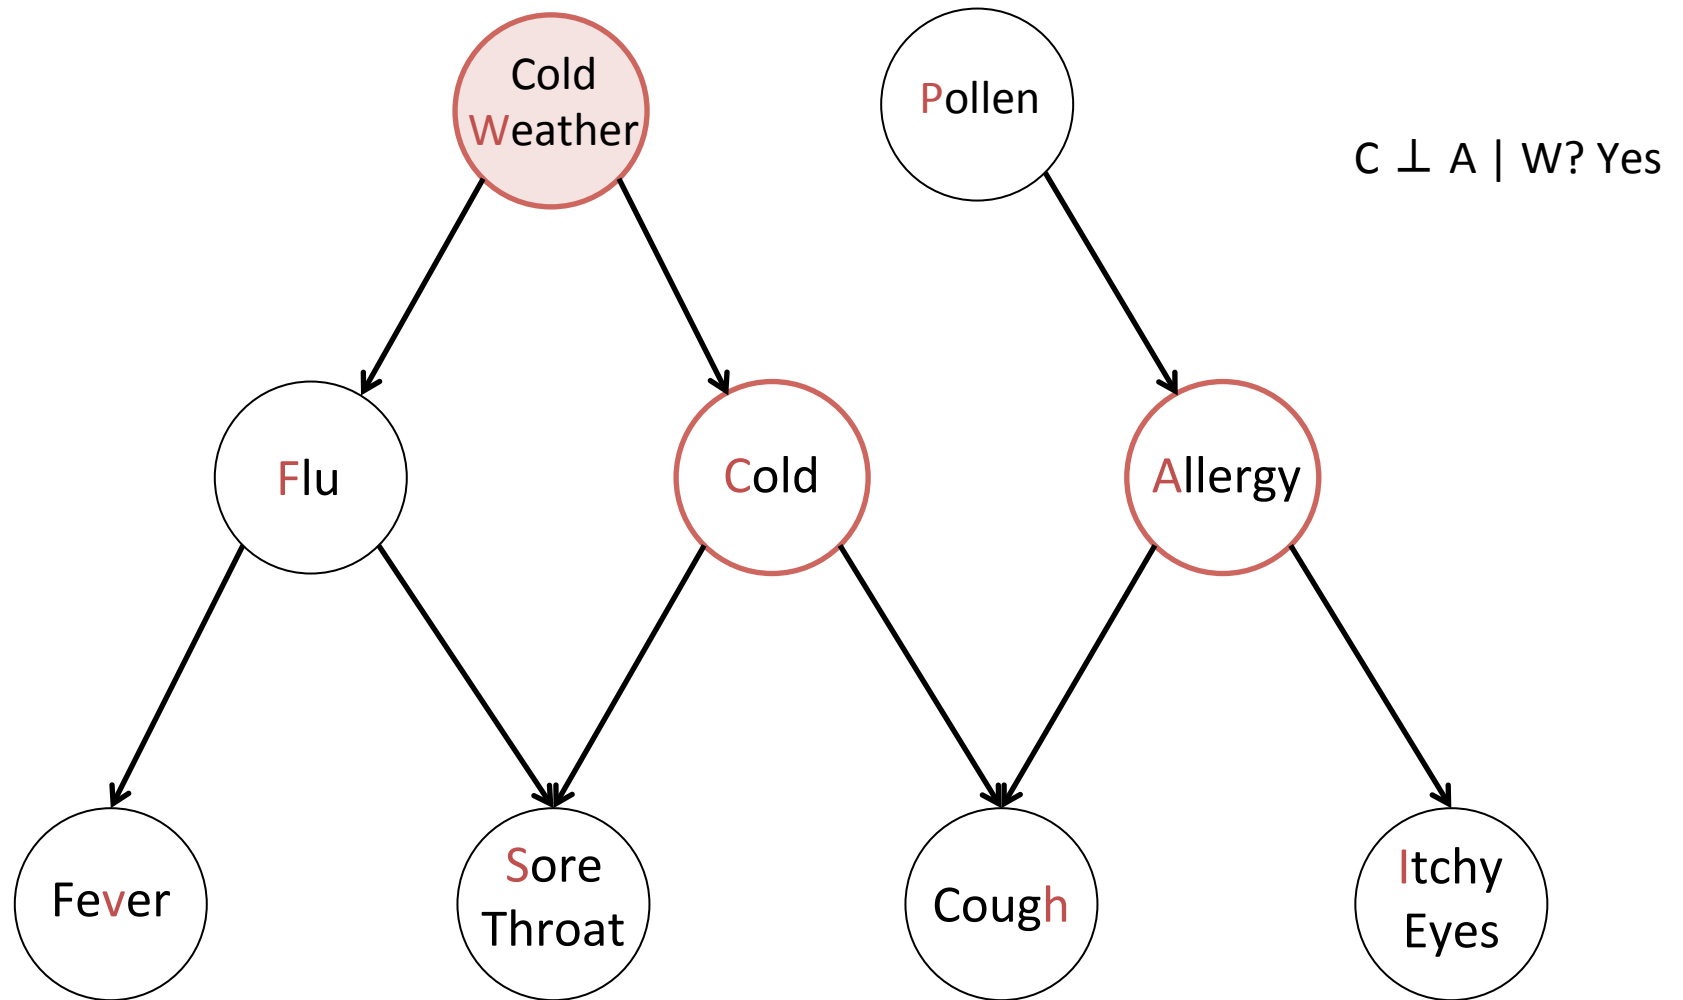 Cold
Weather
Pollen
C ⊥ A | W? Yes
Flu
Cold
Allergy
Fever
Sore
Throat
Cough
Itchy
Eyes